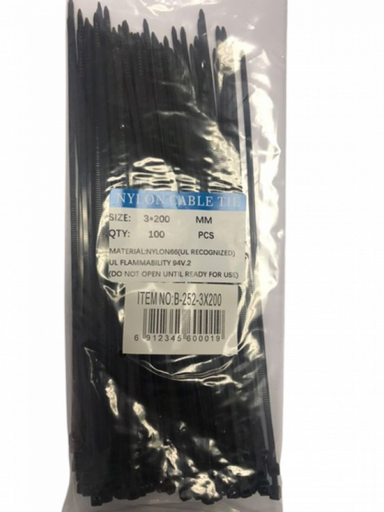 NYLON CABLE TIE
SIZE: 3*200 MM
QTY: 100 PCS
MATERIAL:NYLON66(UL RECOGNIZED)
UL FLAMMABILITY 94V.2
(DO NOT OPEN UNTIL READY FOR USE)
ITEM NO:B-252-3X200
6 912345 600019